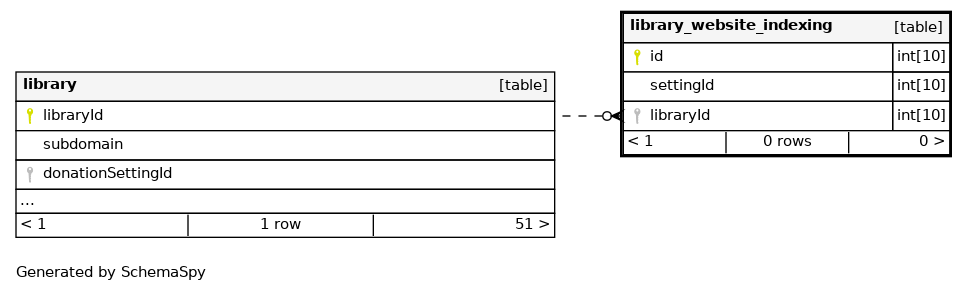 library_website_indexing [table]
id int[10]
settingId int[10]
libraryId int[10]
< 1 0 rows 0 >
library [table]
libraryId
subdomain
donationSettingId
...
< 1 1 row 51 >
Generated by SchemaSpy